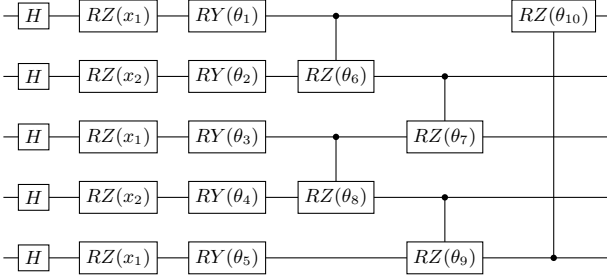 H RZ(x₁) RY(θ₁) RZ(θ₁₀)
H RZ(x₂) RY(θ₂) RZ(θ₆)
H RZ(x₁) RY(θ₃) RZ(θ₇)
H RZ(x₂) RY(θ₄) RZ(θ₈)
H RZ(x₁) RY(θ₅) RZ(θ₉)